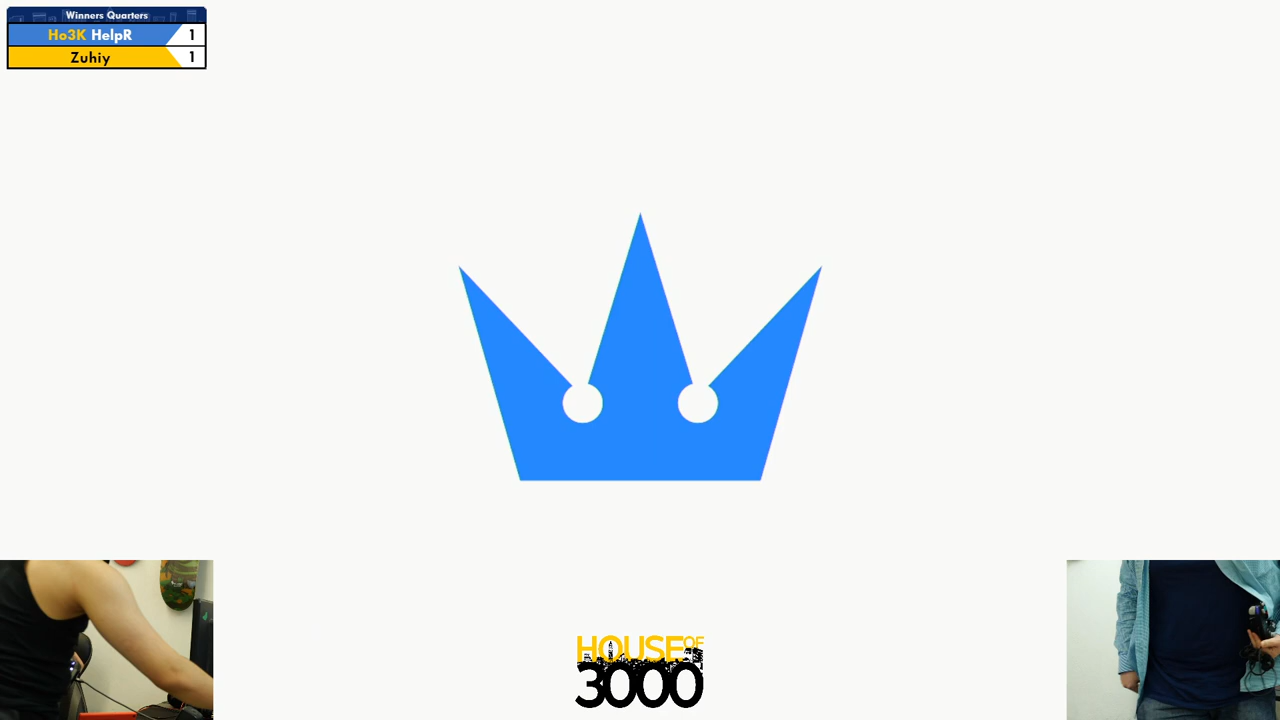 Winners Quarters
Ho3K HelpR 1
Zuhiy 1
HOUSE OF
3000